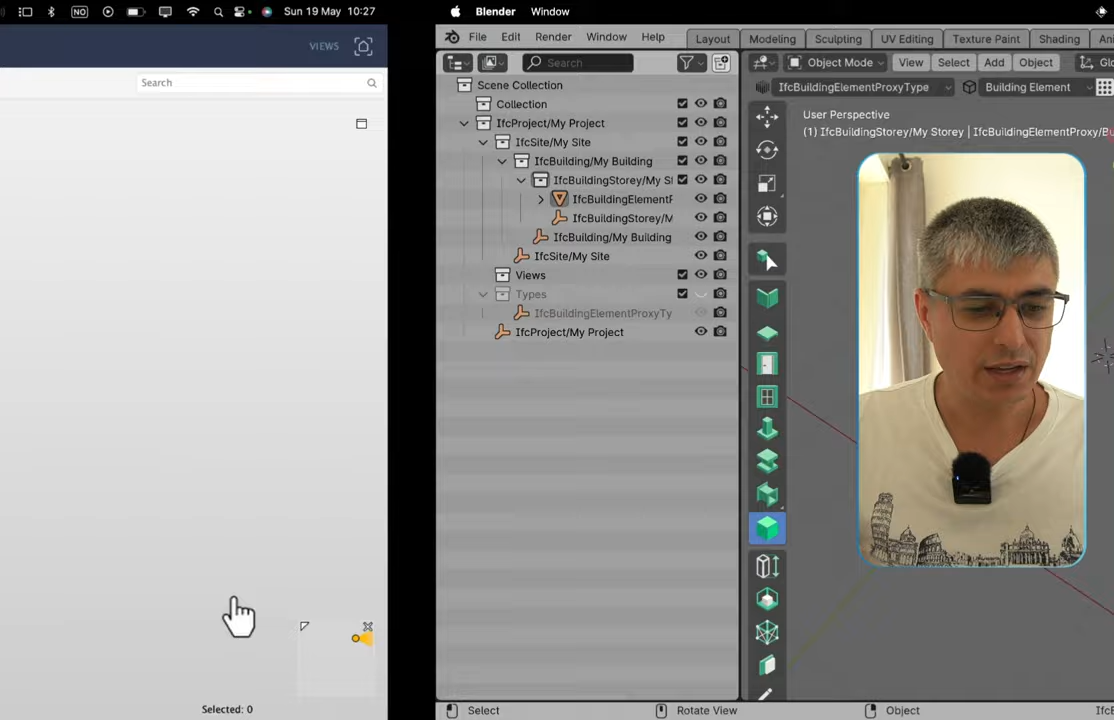 NO
Sun 19 May 10:27
VIEWS
Search
Selected: 0
Blender Window
File Edit Render Window Help
Layout Modeling Sculpting UV Editing Texture Paint Shading
Search
Object Mode View Select Add Object
IfcBuildingElementProxyType Building Element
Scene Collection
Collection
IfcProject/My Project
IfcSite/My Site
IfcBuilding/My Building
IfcBuildingStorey/My S
IfcBuildingElement
IfcBuildingStorey/M
IfcBuilding/My Building
IfcSite/My Site
Views
Types
IfcBuildingElementProxyTy
IfcProject/My Project
User Perspective
(1) IfcBuildingStorey/My Storey | IfcBuildingElementProxy/B
Select Rotate View Object